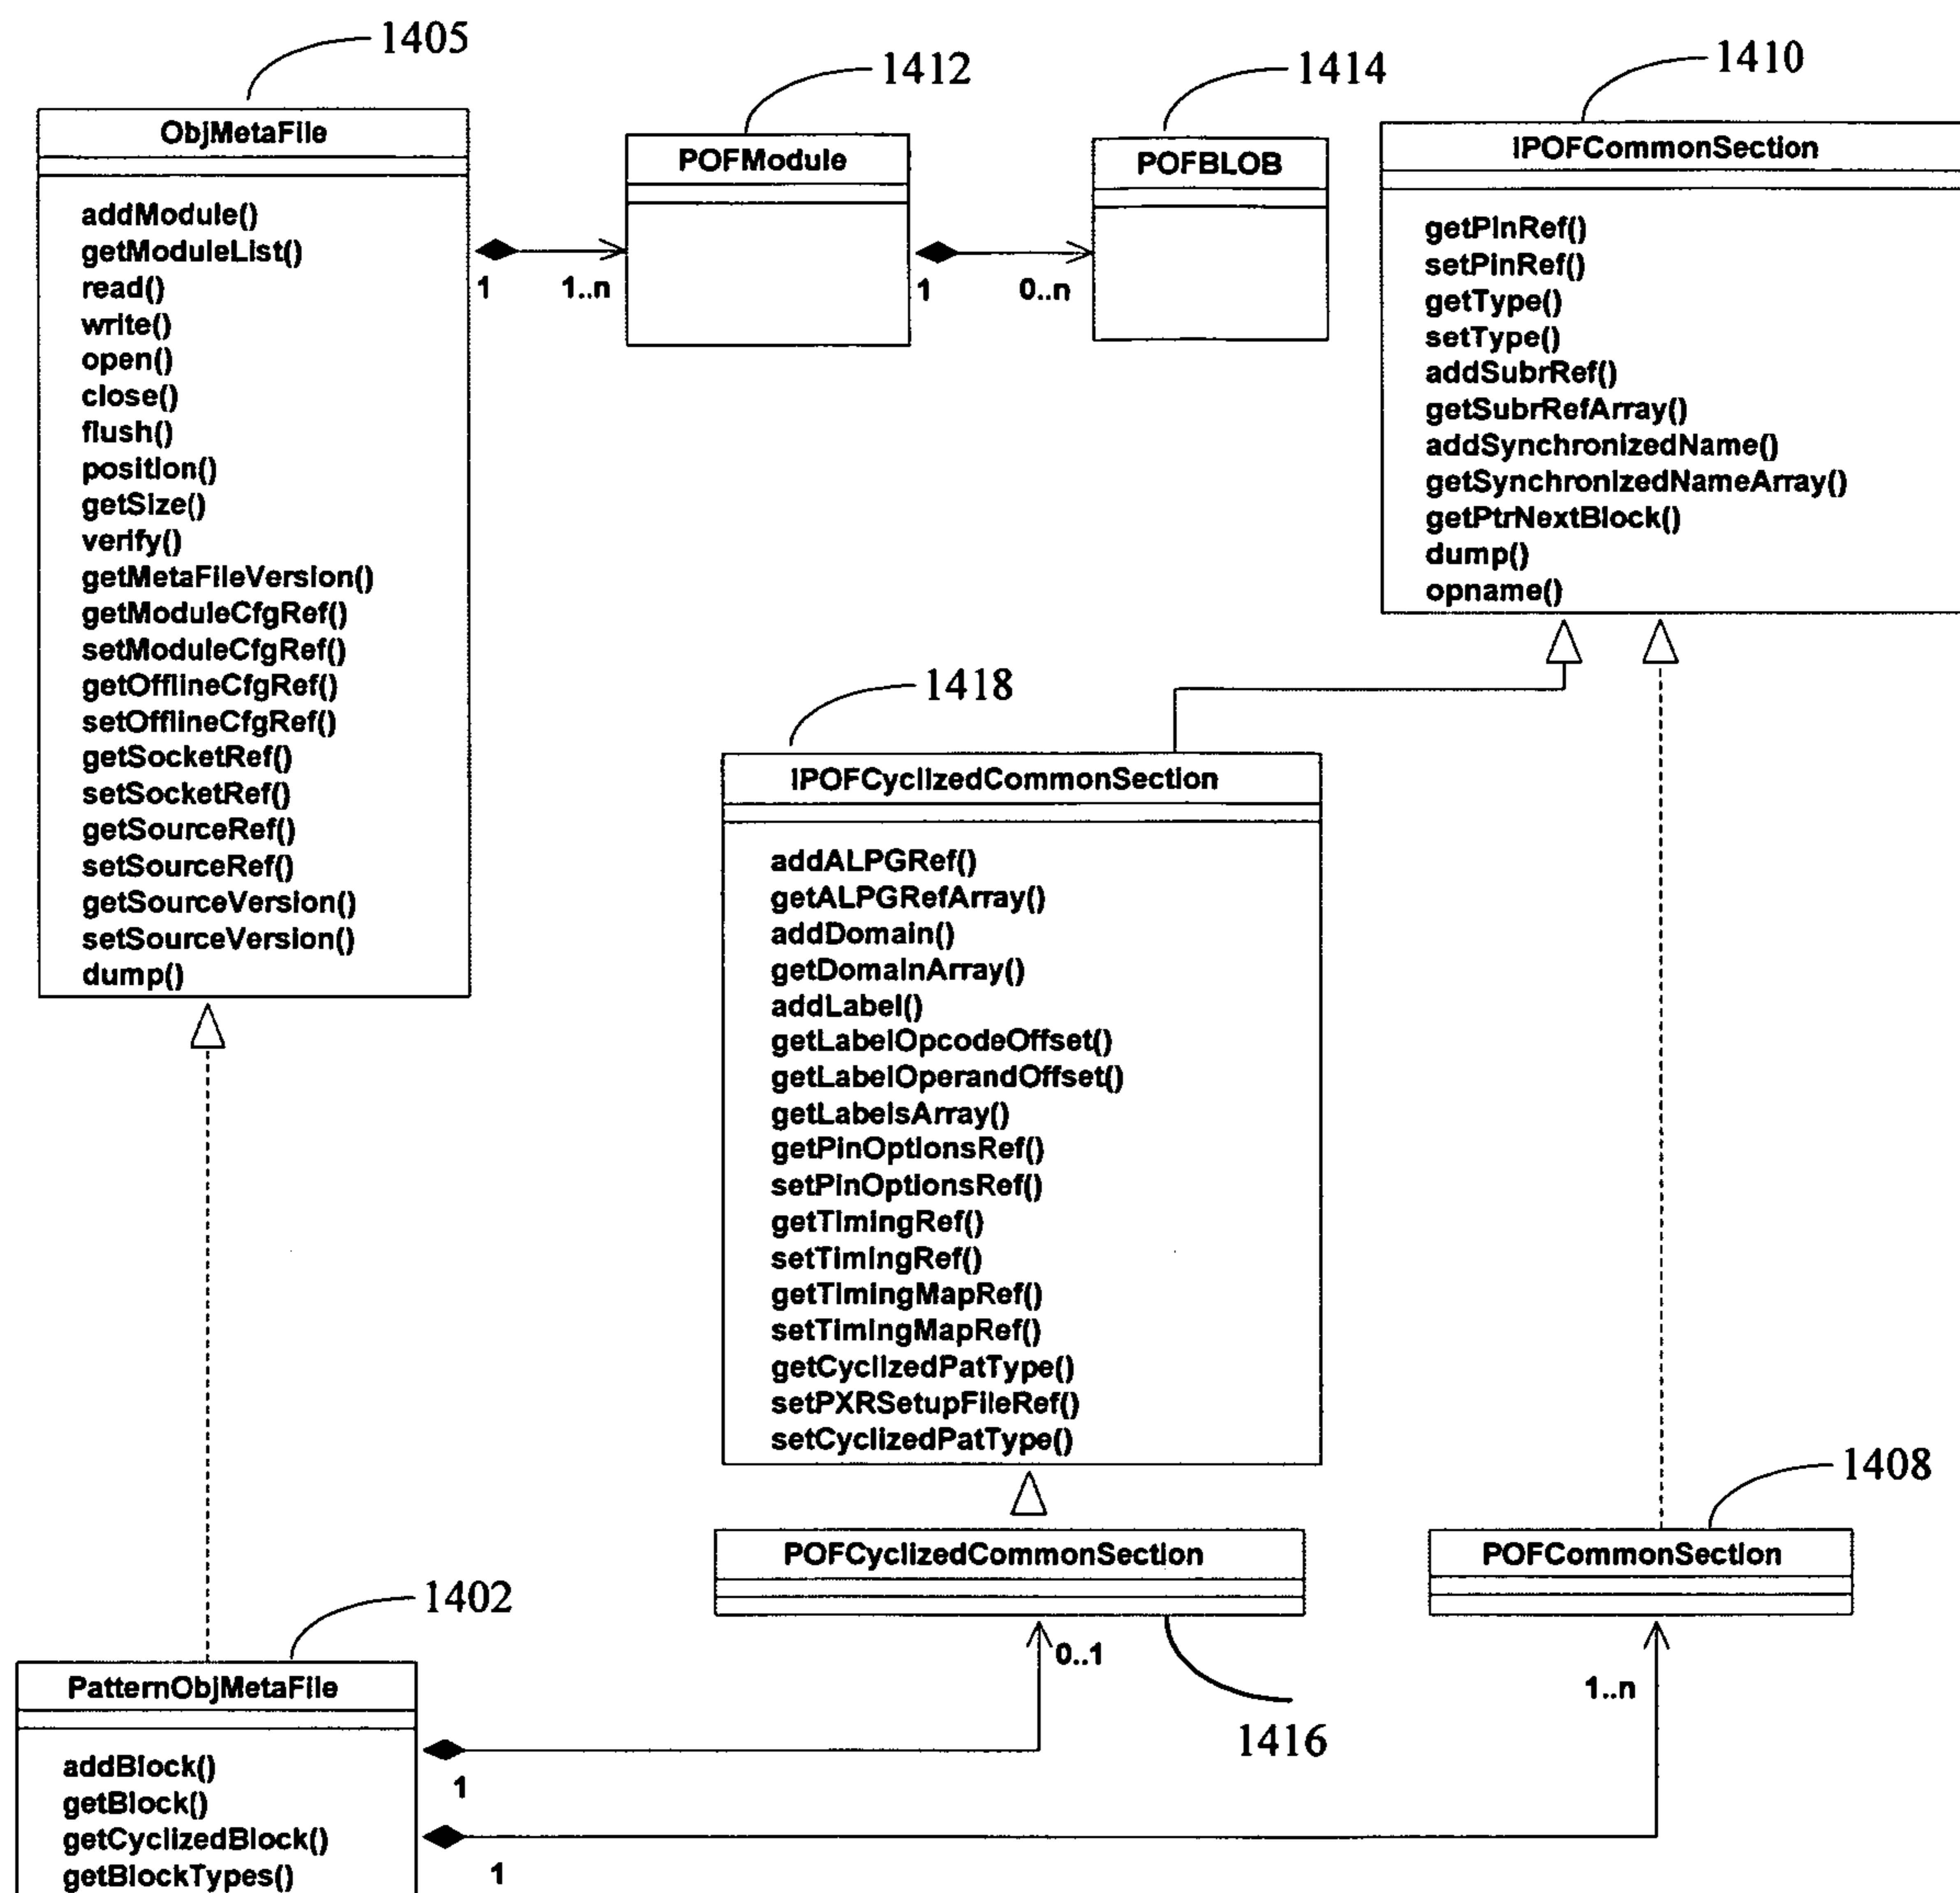 1405
1412
1414
1410
ObjMetaFile
addModule()
getModuleList()
read()
write()
open()
close()
flush()
position()
getSize()
verify()
getMetaFileVersion()
getModuleCfgRef()
setModuleCfgRef()
getOfflineCfgRef()
setOfflineCfgRef()
getSocketRef()
setSocketRef()
getSourceRef()
setSourceRef()
getSourceVersion()
setSourceVersion()
dump()
1
1..n
POFModule
1
0..n
POFBLOB
IPOFCommonSection
getPinRef()
setPinRef()
getType()
setType()
addSubrRef()
getSubrRefArray()
addSynchronizedName()
getSynchronizedNameArray()
getPtrNextBlock()
dump()
opname()
1418
IPOFCyclizedCommonSection
addALPGRef()
getALPGRefArray()
addDomain()
getDomainArray()
addLabel()
getLabelOpcodeOffset()
getLabelOperandOffset()
getLabelsArray()
getPinOptionsRef()
setPinOptionsRef()
getTimingRef()
setTimingRef()
getTimingMapRef()
setTimingMapRef()
getCyclizedPatType()
setPXRSetupFileRef()
setCyclizedPatType()
1408
POFCyclizedCommonSection
POFCommonSection
1402
0..1
1..n
1416
PatternObjMetaFile
addBlock()
getBlock()
getCyclizedBlock()
getBlockTypes()
1
1